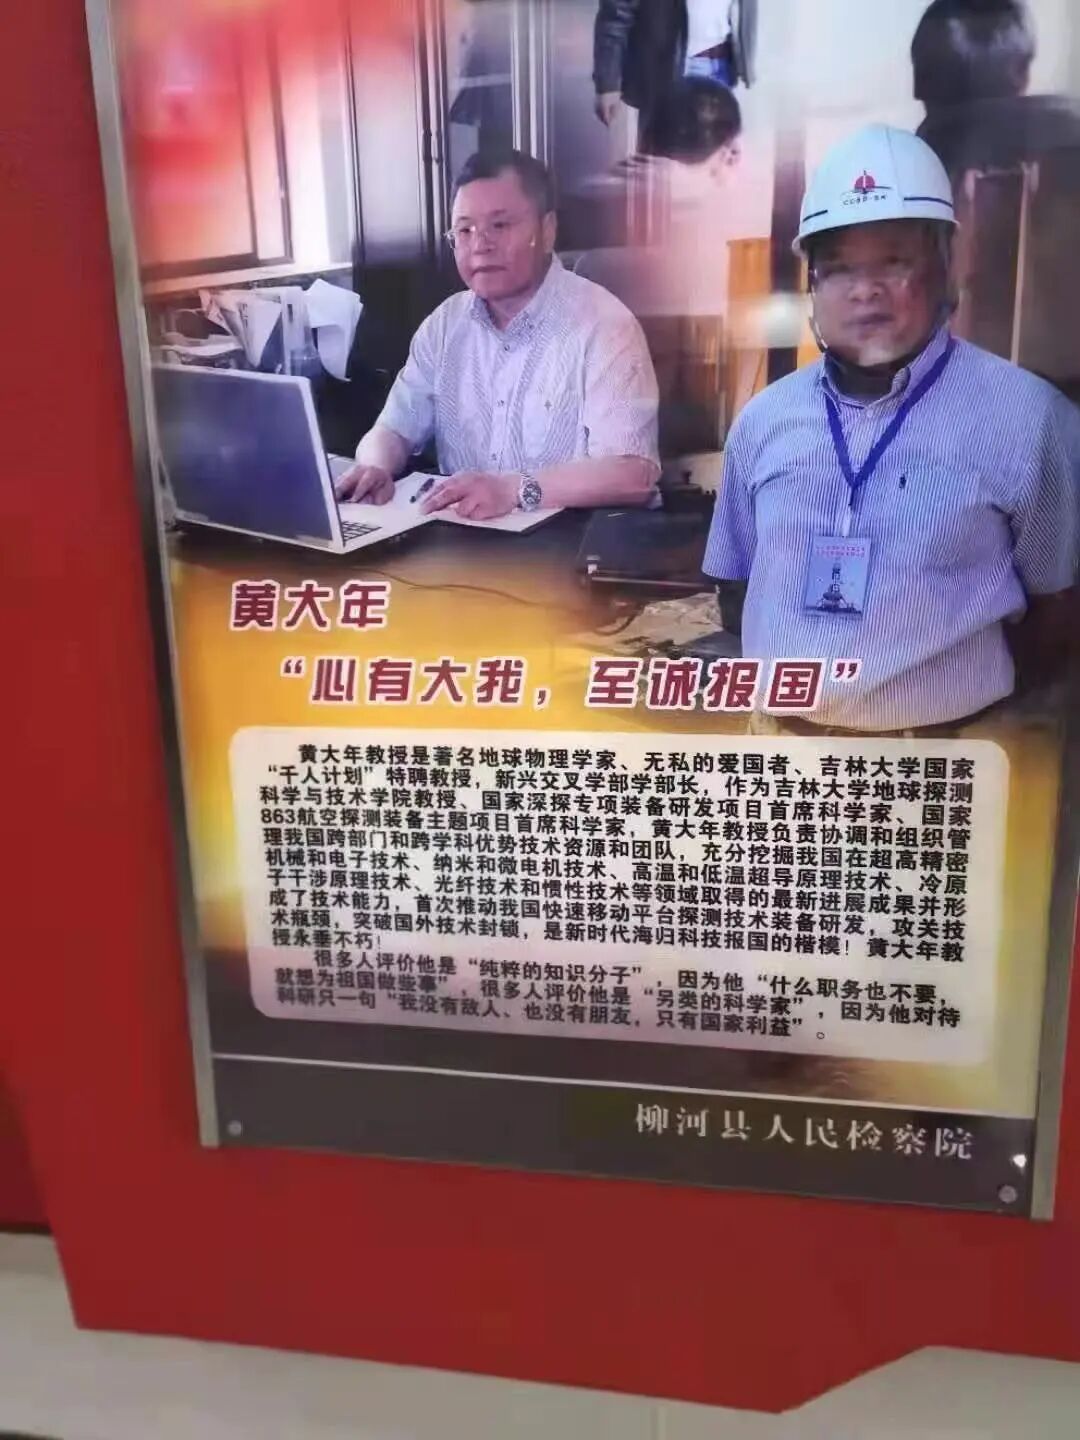 黄大年
“心有大我，至诚报国”
黄大年教授是著名地球物理学家、无私的爱国者、吉林大学国家
“千人计划”特聘教授，新兴交叉学部学部长，作为吉林大学地球探测
科学与技术学院教授、国家深探专项装备研发项目首席科学家、国家
863航空探测装备主题项目首席科学家，黄大年教授负责协调和组织管
理我国跨部门和跨学科优势技术资源和团队，充分挖掘我国在超高精密
机械和电子技术、纳米和微电机技术、高温和低温超导原理技术、冷原
子干涉原理技术、光纤技术和惯性技术等领域取得的最新进展成果并形
成了技术能力，首次推动我国快速移动平台探测技术装备研发，攻关技
术瓶颈，突破国外技术封锁，是新时代海归科技报国的楷模！黄大年教
授永垂不朽！
很多人评价他是“纯粹的知识分子”，因为他“什么职务也不要，
就想为祖国做些事”，很多人评价他是“另类的科学家”，因为他对待
科研只一句“我没有敌人、也没有朋友，只有国家利益”。
柳河县人民检察院